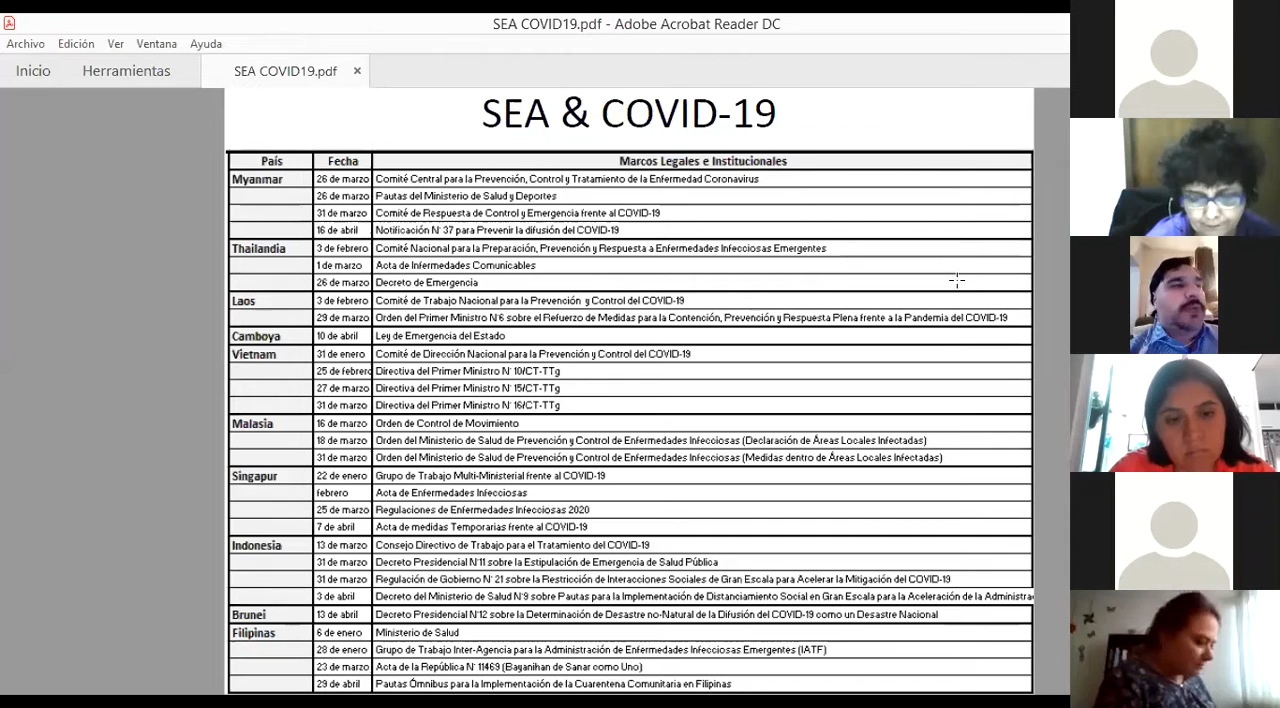 SEA COVID19.pdf - Adobe Acrobat Reader DC
Archivo Edición Ver Ventana Ayuda
Inicio Herramientas SEA COVID19.pdf ×
SEA & COVID-19
País Fecha Marcos Legales e Institucionales
Myanmar 26 de marzo Comité Central para la Prevención, Control y Tratamiento de la Enfermedad Coronavirus
26 de marzo Pautas del Ministerio de Salud y Deportes
31 de marzo Comité de Respuesta de Control y Emergencia frente al COVID-19
16 de abril Notificación N° 37 para Prevenir la difusión del COVID-19
Thailandia 3 de febrero Comité Nacional para la Preparación, Prevención y Respuesta a Enfermedades Infecciosas Emergentes
1 de marzo Acta de Infermedades Comunicables
26 de marzo Decreto de Emergencia
Laos 3 de febrero Comité de Trabajo Nacional para la Prevención y Control del COVID-19
29 de marzo Orden del Primer Ministro N°6 sobre el Refuerzo de Medidas para la Contención, Prevención y Respuesta Plena frente a la Pandemia del COVID-19
Camboya 10 de abril Ley de Emergencia del Estado
Vietnam 31 de enero Comité de Dirección Nacional para la Prevención y Control del COVID-19
25 de febrero Directiva del Primer Ministro N° 10/CT-TTg
27 de marzo Directiva del Primer Ministro N° 15/CT-TTg
31 de marzo Directiva del Primer Ministro N° 16/CT-TTg
Malasia 16 de marzo Orden de Control de Movimiento
18 de marzo Orden del Ministerio de Salud de Prevención y Control de Enfermedades Infecciosas (Declaración de Áreas Locales Infectadas)
31 de marzo Orden del Ministerio de Salud de Prevención y Control de Enfermedades Infecciosas (Medidas dentro de Áreas Locales Infectadas)
Singapur 22 de enero Grupo de Trabajo Multi-Ministerial frente al COVID-19
febrero Acta de Enfermedades Infecciosas
25 de marzo Regulaciones de Enfermedades Infecciosas 2020
7 de abril Acta de medidas Temporarias frente al COVID-19
Indonesia 13 de marzo Consejo Directivo de Trabajo para el Tratamiento del COVID-19
31 de marzo Decreto Presidencial N°11 sobre la Estipulación de Emergencia de Salud Pública
31 de marzo Regulación de Gobierno N° 21 sobre la Restricción de Interacciones Sociales de Gran Escala para Acelerar la Mitigación del COVID-19
3 de abril Decreto del Ministerio de Salud N°9 sobre Pautas para la Implementación de Distanciamiento Social en Gran Escala para la Aceleración de la Administra
Brunei 13 de abril Decreto Presidencial N°12 sobre la Determinación de Desastre no-Natural de la Difusión del COVID-19 como un Desastre Nacional
Filipinas 6 de enero Ministerio de Salud
28 de enero Grupo de Trabajo Inter-Agencia para la Administración de Enfermedades Infecciosas Emergentes (IATF)
23 de marzo Acta de la República N° 11469 (Bayanihan de Sanar como Uno)
29 de abril Pautas Ómnibus para la Implementación de la Cuarentena Comunitaria en Filipinas